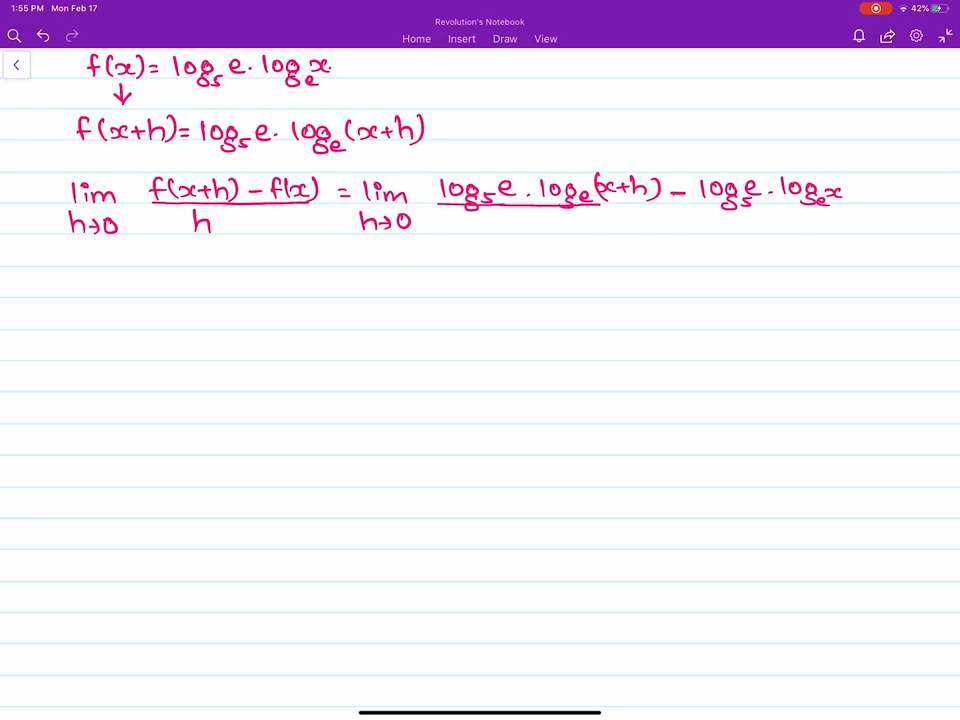 1:55 PM Mon Feb 17
42%
Revolution's Notebook
Home Insert Draw View
f(x) = log₅ e · logₑ x
↓
f(x+h) = log₅ e · logₑ (x+h)
lim f(x+h) − f(x) = lim log₅ e · logₑ (x+h) − log₅ e · logₑ x
h→0 h h→0